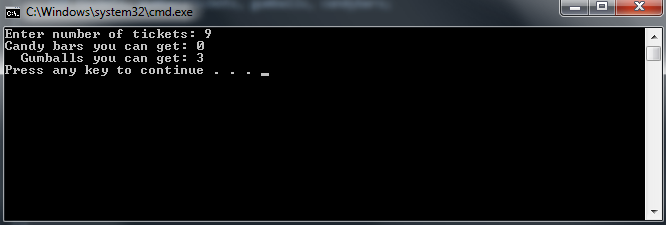 C:\Windows\system32\cmd.exe
Enter number of tickets: 9
Candy bars you can get: 0
  Gumballs you can get: 3
Press any key to continue . . . _